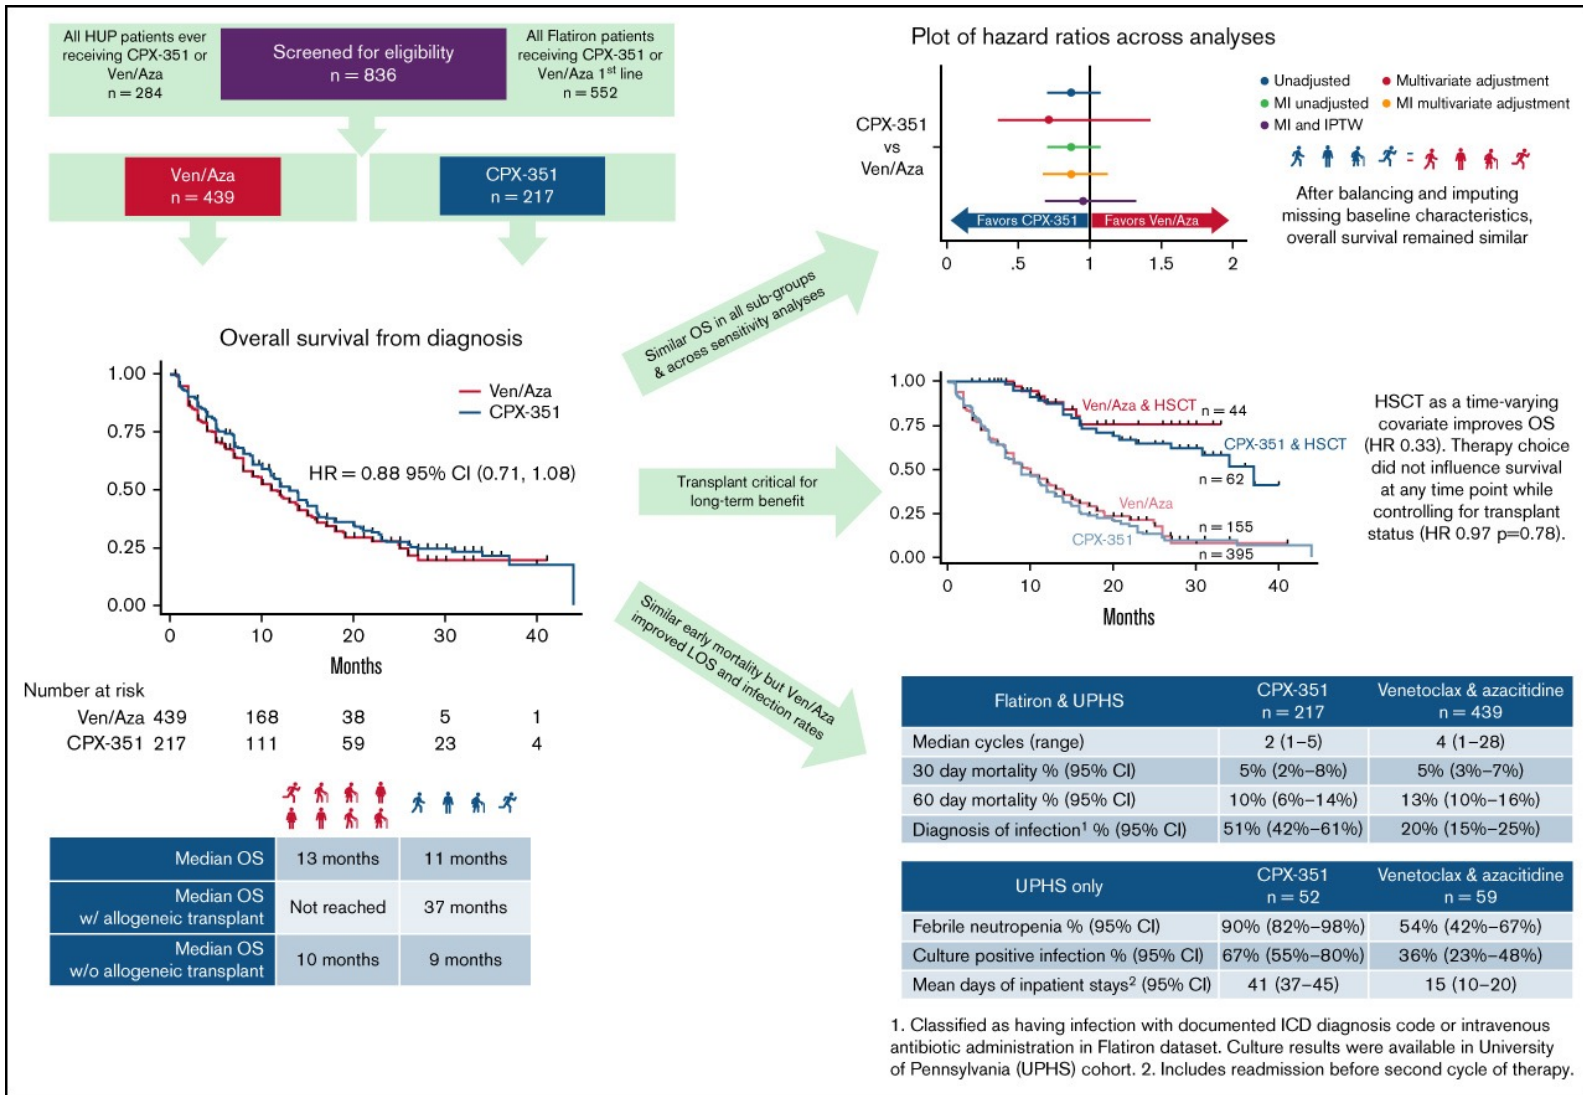 All HUP patients ever
receiving CPX-351 or
Ven/Aza
n = 284
Screened for eligibility
n = 836
All Flatiron patients
receiving CPX-351 or
Ven/Aza 1st line
n = 552
Ven/Aza
n = 439
CPX-351
n = 217
Overall survival from diagnosis
1.00
0.75
0.50
0.25
0.00
Ven/Aza
CPX-351
HR = 0.88 95% CI (0.71, 1.08)
0 10 20 30 40
Months
Number at risk
Ven/Aza 439 168 38 5 1
CPX-351 217 111 59 23 4
Median OS 13 months 11 months
Median OS
w/ allogeneic transplant Not reached 37 months
Median OS
w/o allogeneic transplant 10 months 9 months
Similar OS in all sub-groups
& across sensitivity analyses
Transplant critical for
long-term benefit
Similar early mortality but Ven/Aza
improved LOS and infection rates
Plot of hazard ratios across analyses
CPX-351
vs
Ven/Aza
Favors CPX-351 Favors Ven/Aza
0 .5 1 1.5 2
Unadjusted Multivariate adjustment
MI unadjusted MI multivariate adjustment
MI and IPTW
=
After balancing and imputing
missing baseline characteristics,
overall survival remained similar
1.00
0.75
0.50
0.25
0.00
Ven/Aza & HSCT n = 44
CPX-351 & HSCT
n = 62
Ven/Aza
n = 155
CPX-351
n = 395
0 10 20 30 40
Months
HSCT as a time-varying
covariate improves OS
(HR 0.33). Therapy choice
did not influence survival
at any time point while
controlling for transplant
status (HR 0.97 p=0.78).
Flatiron & UPHS CPX-351 n = 217 Venetoclax & azacitidine n = 439
Median cycles (range) 2 (1–5) 4 (1–28)
30 day mortality % (95% CI) 5% (2%–8%) 5% (3%–7%)
60 day mortality % (95% CI) 10% (6%–14%) 13% (10%–16%)
Diagnosis of infection1 % (95% CI) 51% (42%–61%) 20% (15%–25%)
UPHS only CPX-351 n = 52 Venetoclax & azacitidine n = 59
Febrile neutropenia % (95% CI) 90% (82%–98%) 54% (42%–67%)
Culture positive infection % (95% CI) 67% (55%–80%) 36% (23%–48%)
Mean days of inpatient stays2 (95% CI) 41 (37–45) 15 (10–20)
1. Classified as having infection with documented ICD diagnosis code or intravenous
antibiotic administration in Flatiron dataset. Culture results were available in University
of Pennsylvania (UPHS) cohort. 2. Includes readmission before second cycle of therapy.